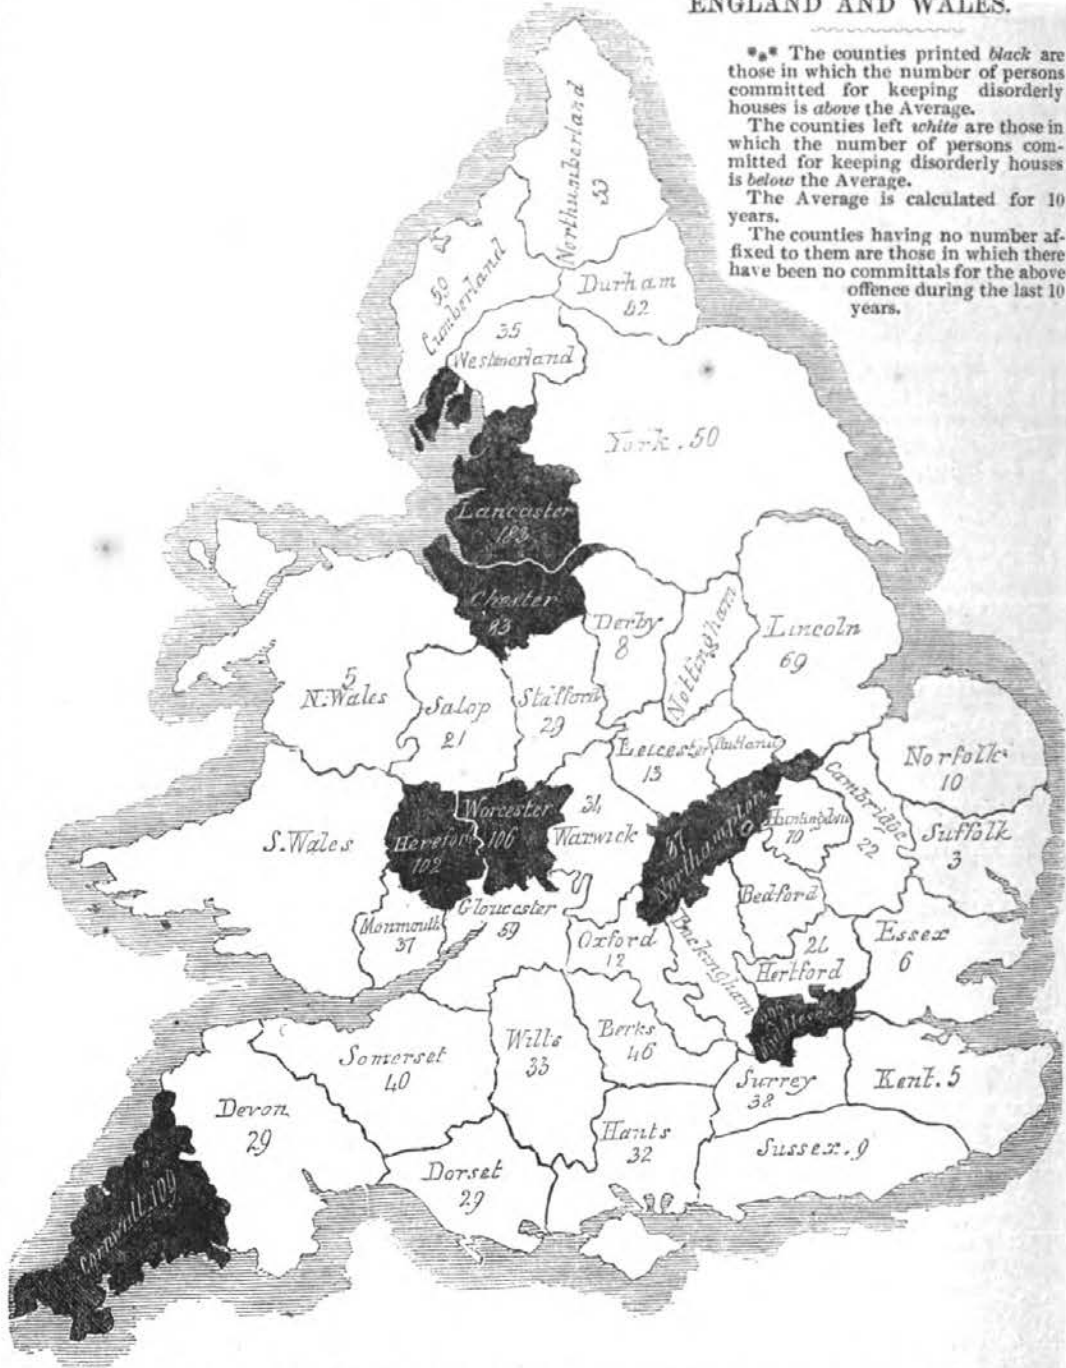 ENGLAND AND WALES.
*⁎* The counties printed black are
those in which the number of persons
committed for keeping disorderly
houses is above the Average.
The counties left white are those in
which the number of persons com-
mitted for keeping disorderly houses
is below the Average.
The Average is calculated for 10
years.
The counties having no number af-
fixed to them are those in which there
have been no committals for the above
offence during the last 10
years.
Northumberland
53
59
Cumberland
Durham
52
35
Westmorland
York. 50
Lancaster
Chester
83
Derby
8
Nottingham
Lincoln
69
5
N. Wales
Salop
21
Stafford
29
Leicester
13
Rutland
Norfolk
10
Cambridge
22
Suffolk
3
S. Wales
Hereford
102
Worcester
106
34
Warwick
Northampton
Huntingdon
10
Bedford
Monmouth
37
Gloucester
59
Oxford
12
Buckingham
Hertford
Essex
6
Middlesex
Somerset
40
Wilts
33
Berks
46
Surrey
38
Kent. 5
Devon
29
Dorset
29
Hants
32
Sussex. 9
Cornwall. 109